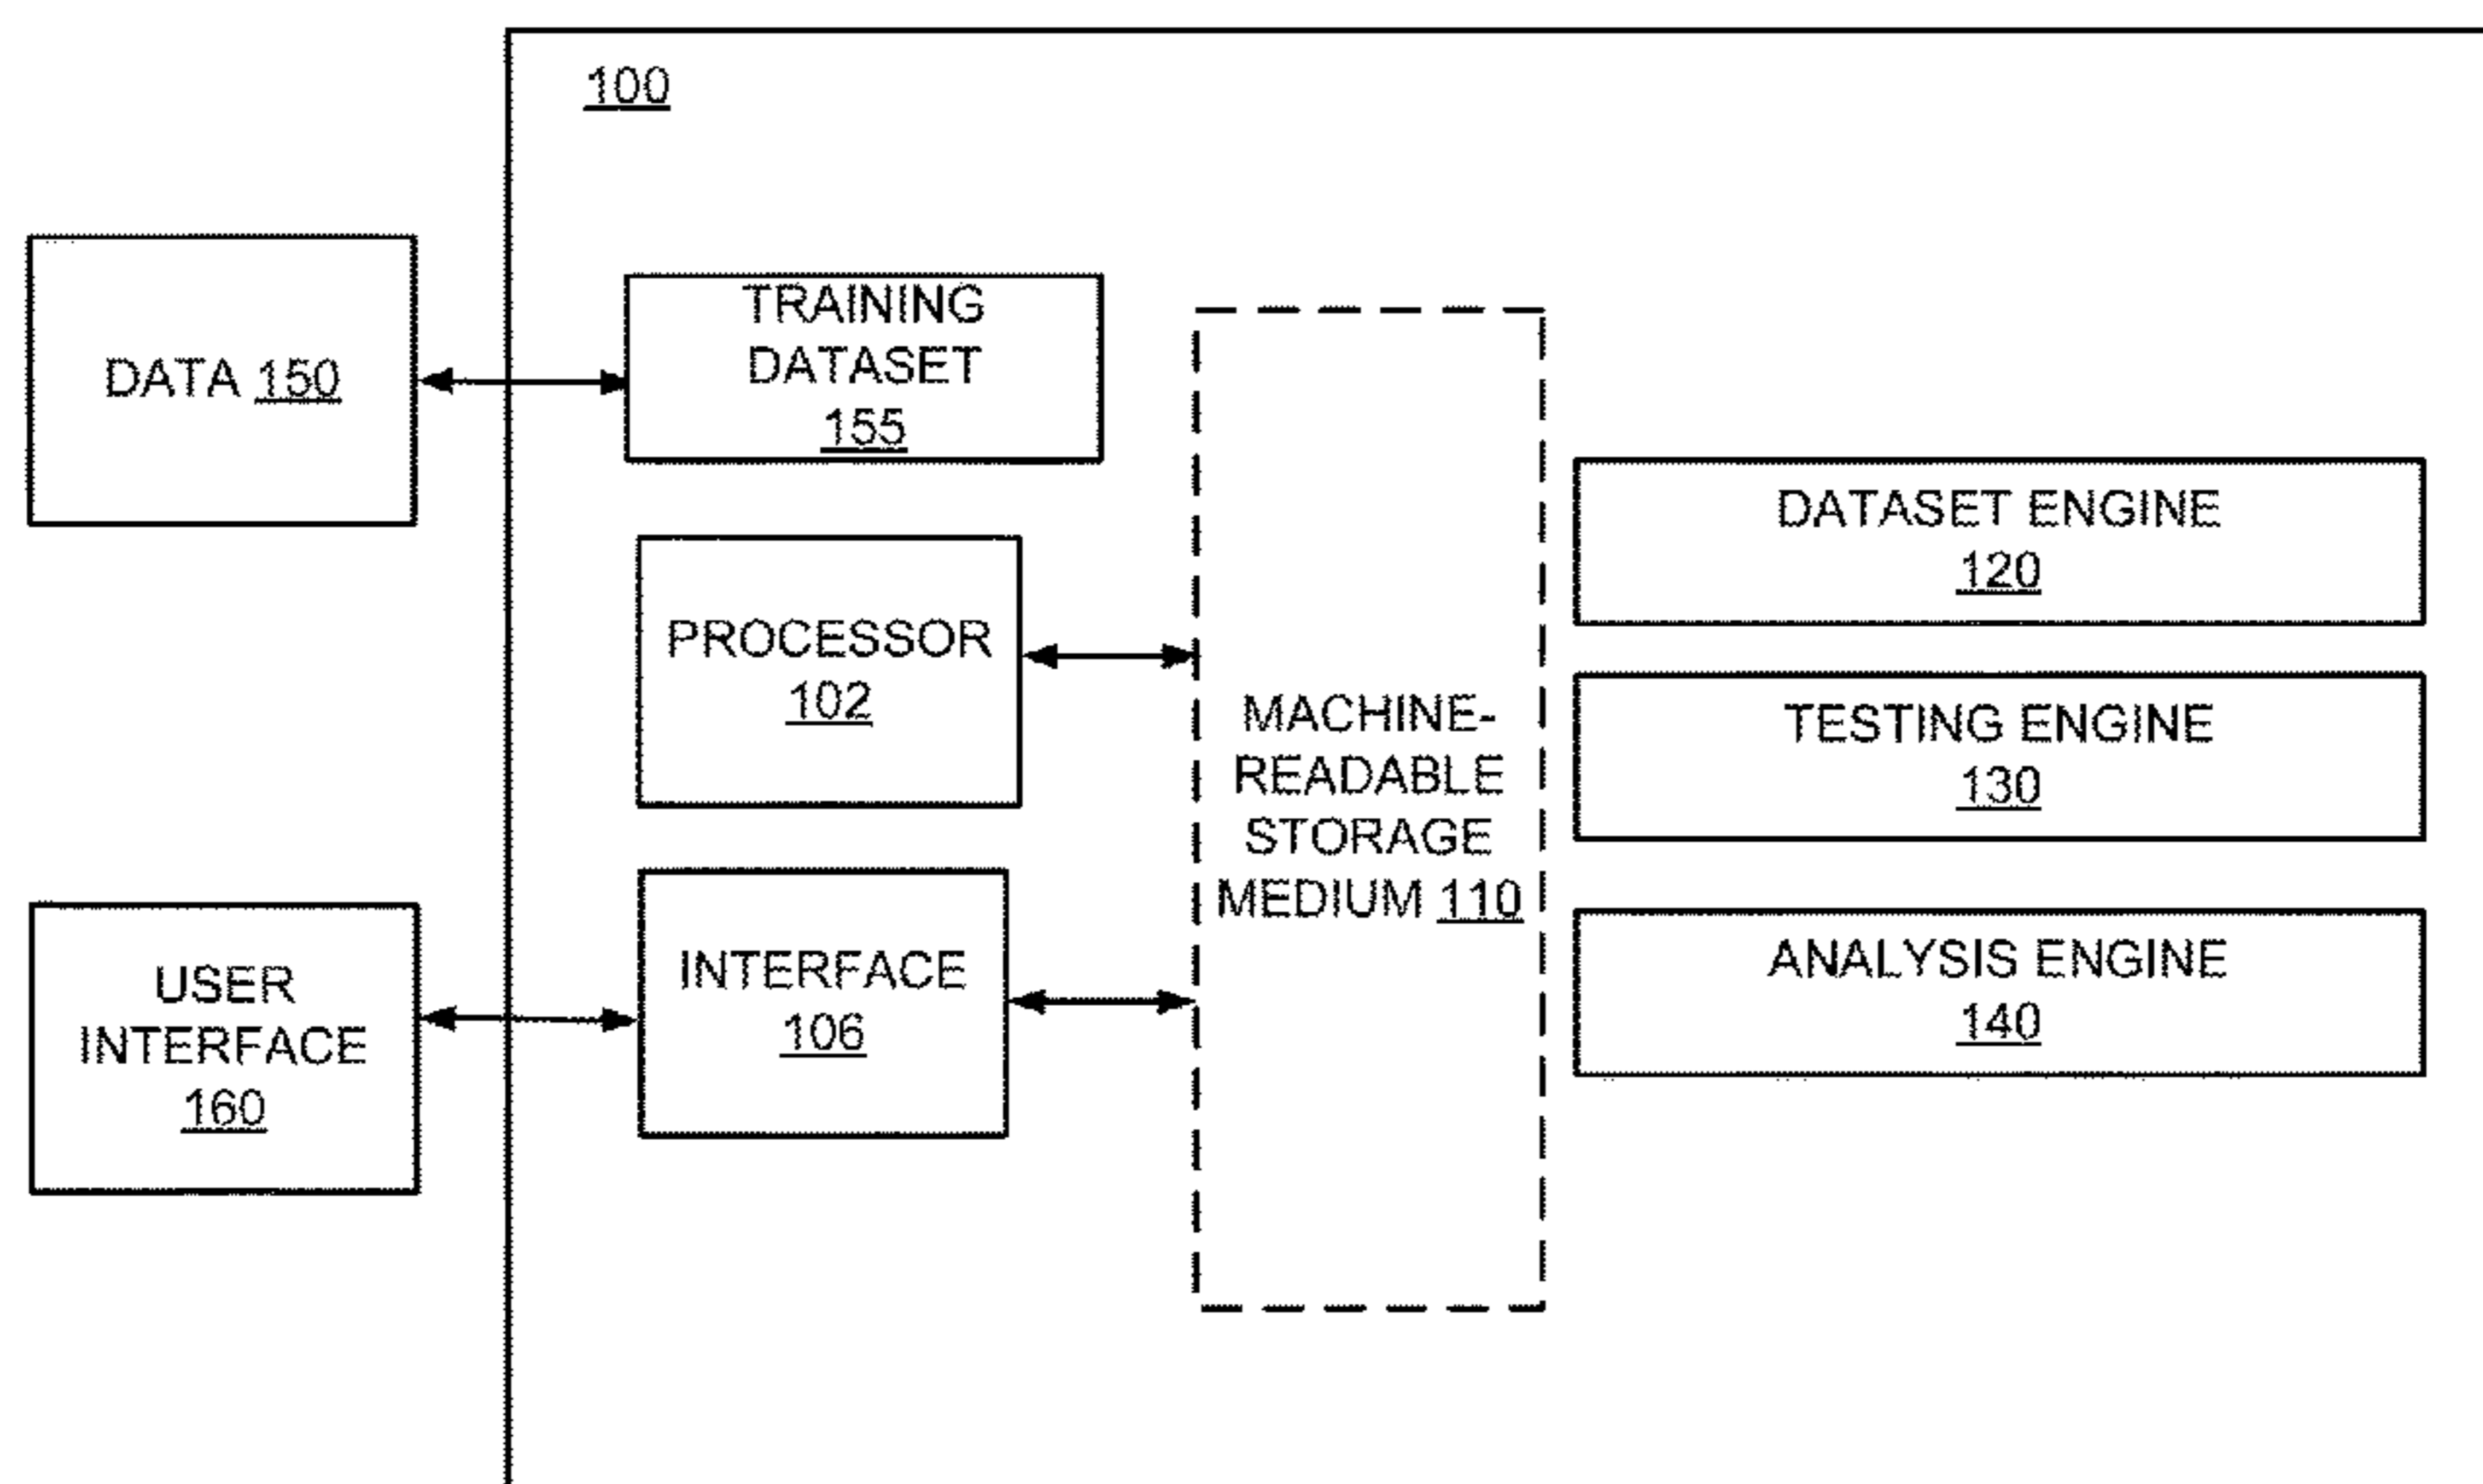 100
DATA 150
TRAINING
DATASET
155
PROCESSOR
102
INTERFACE
106
USER
INTERFACE
160
MACHINE-
READABLE
STORAGE
MEDIUM 110
DATASET ENGINE
120
TESTING ENGINE
130
ANALYSIS ENGINE
140